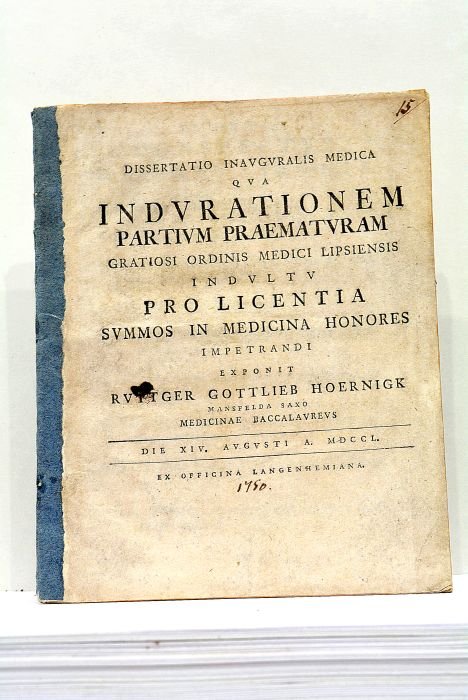 15
DISSERTATIO INAVGVRALIS MEDICA
QVA
INDVRATIONEM
PARTIVM PRAEMATVRAM
GRATIOSI ORDINIS MEDICI LIPSIENSIS
INDVLTV
PRO LICENTIA
SVMMOS IN MEDICINA HONORES
IMPETRANDI
EXPONIT
RVTTGER GOTTLIEB HOERNIGK
MANSFELDA SAXO
MEDICINAE BACCALAVREVS
DIE XIV. AVGVSTI A. MDCCL.
EX OFFICINA LANGENHEMIANA.
1750.